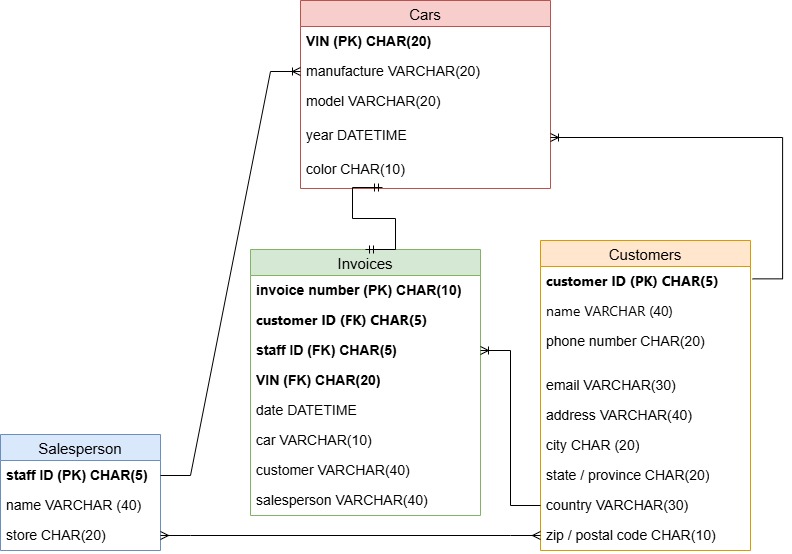 Cars
VIN (PK) CHAR(20)
manufacture VARCHAR(20)
model VARCHAR(20)
year DATETIME
color CHAR(10)
Invoices
invoice number (PK) CHAR(10)
customer ID (FK) CHAR(5)
staff ID (FK) CHAR(5)
VIN (FK) CHAR(20)
date DATETIME
car VARCHAR(10)
customer VARCHAR(40)
salesperson VARCHAR(40)
Customers
customer ID (PK) CHAR(5)
name VARCHAR (40)
phone number CHAR(20)
email VARCHAR(30)
address VARCHAR(40)
city CHAR (20)
state / province CHAR(20)
country VARCHAR(30)
zip / postal code CHAR(10)
Salesperson
staff ID (PK) CHAR(5)
name VARCHAR (40)
store CHAR(20)